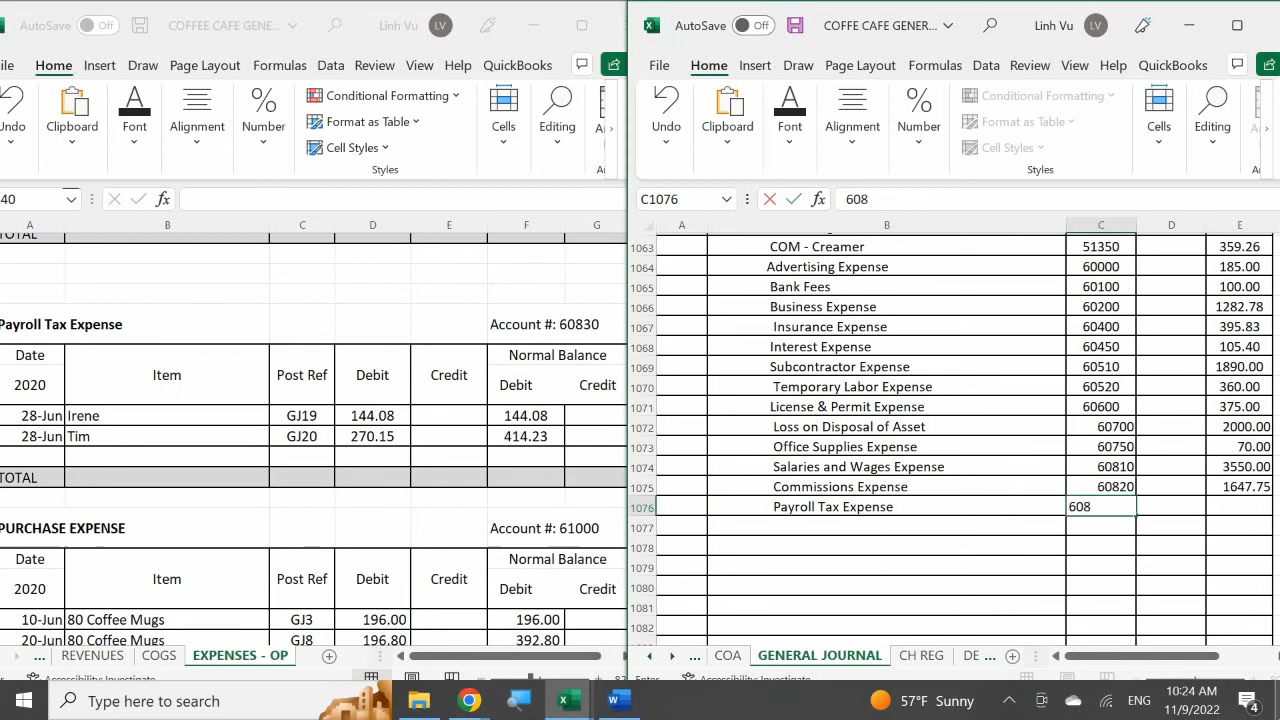 AutoSave Off COFFEE CAFE GENE... Linh Vu LV
ile Home Insert Draw Page Layout Formulas Data Review View Help QuickBooks
Undo Clipboard Font Alignment Number Conditional Formatting Format as Table Cell Styles Cells Editing
Styles
40 fx
A B C D E F G
TOTAL
Payroll Tax Expense Account #: 60830
Date Item Post Ref Debit Credit Normal Balance
2020 Debit Credit
28-Jun Irene GJ19 144.08 144.08
28-Jun Tim GJ20 270.15 414.23
TOTAL
PURCHASE EXPENSE Account #: 61000
Date Item Post Ref Debit Credit Normal Balance
2020 Debit Credit
10-Jun 80 Coffee Mugs GJ3 196.00 196.00
20-Jun 80 Coffee Mugs GJ8 196.80 392.80
... REVENUES COGS EXPENSES - OP
Accessibility: Investigate
AutoSave Off COFFE CAFE GENER... Linh Vu LV
File Home Insert Draw Page Layout Formulas Data Review View Help QuickBooks
Undo Clipboard Font Alignment Number Conditional Formatting Format as Table Cell Styles Cells Editing
Styles
C1076 fx 608
A B C D E
1063 COM - Creamer 51350 359.26
1064 Advertising Expense 60000 185.00
1065 Bank Fees 60100 100.00
1066 Business Expense 60200 1282.78
1067 Insurance Expense 60400 395.83
1068 Interest Expense 60450 105.40
1069 Subcontractor Expense 60510 1890.00
1070 Temporary Labor Expense 60520 360.00
1071 License & Permit Expense 60600 375.00
1072 Loss on Disposal of Asset 60700 2000.00
1073 Office Supplies Expense 60750 70.00
1074 Salaries and Wages Expense 60810 3550.00
1075 Commissions Expense 60820 1647.75
1076 Payroll Tax Expense 608
1077
1078
1079
1080
1081
1082
... COA GENERAL JOURNAL CH REG DE ...
Enter Accessibility: Investigate
Type here to search 57°F Sunny ENG 10:24 AM
11/9/2022 4